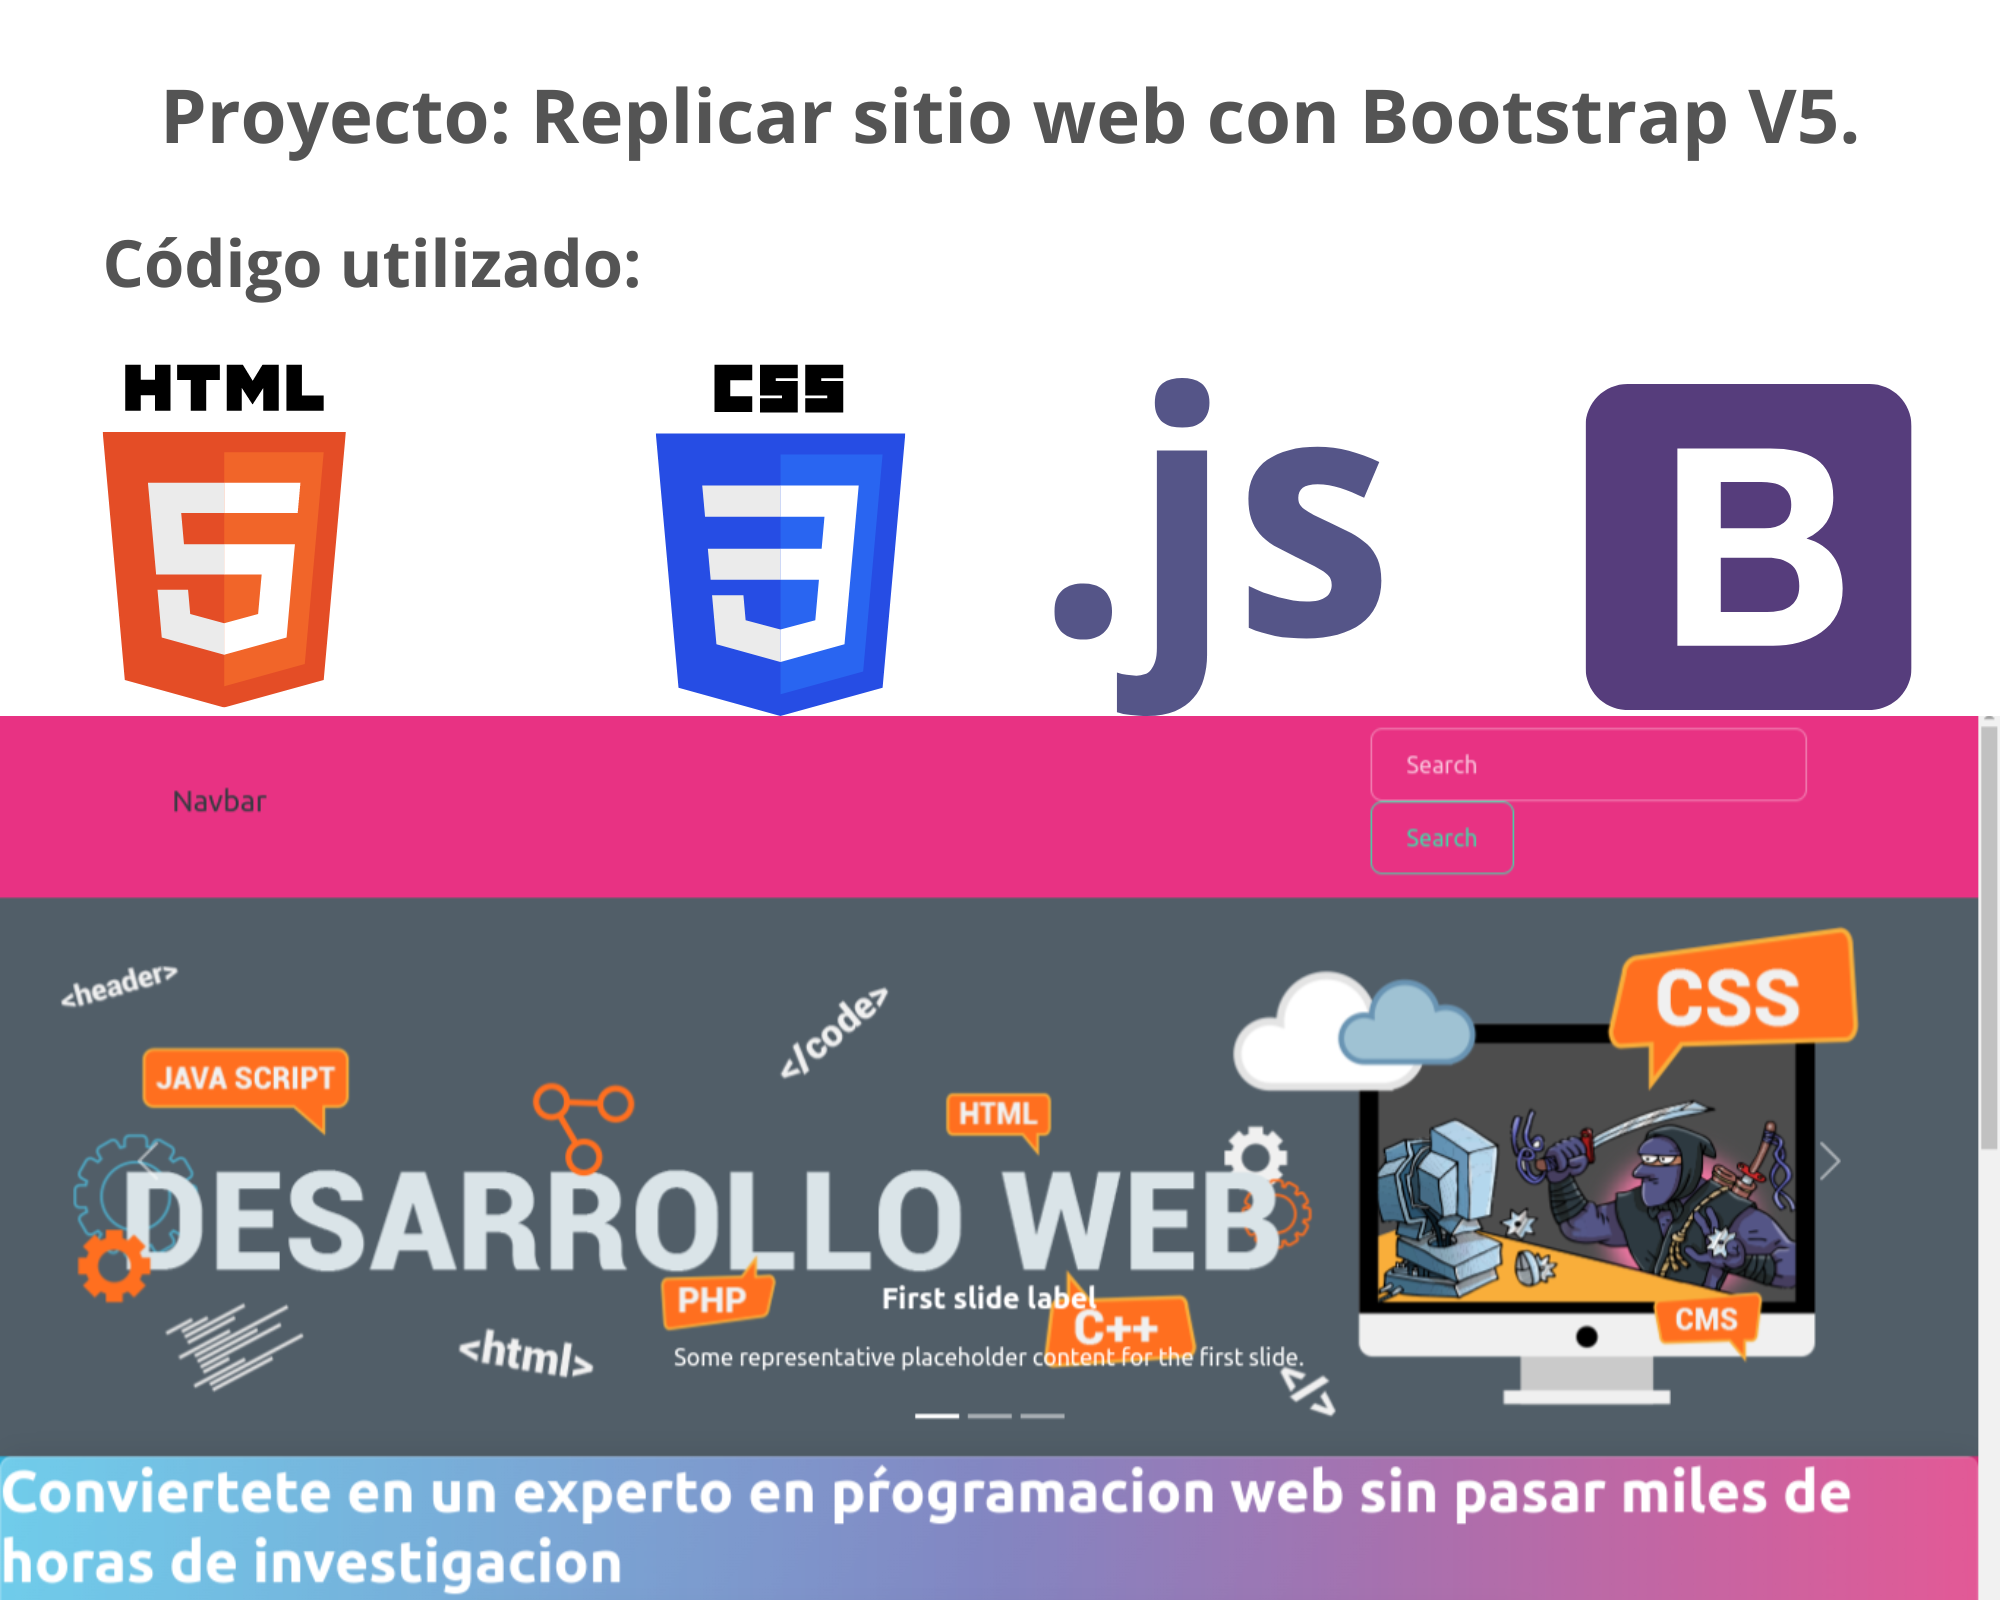 Proyecto: Replicar sitio web con Bootstrap V5.
Código utilizado:
HTML
CSS
.js
B
Search
Navbar
Search
<header>
</code>
CSS
JAVA SCRIPT
HTML
DESARROLLO WEB
PHP
First slide label
C++
CMS
<html>
Some representative placeholder content for the first slide.
</>
Conviertete en un experto en pŕogramacion web sin pasar miles de
horas de investigacion